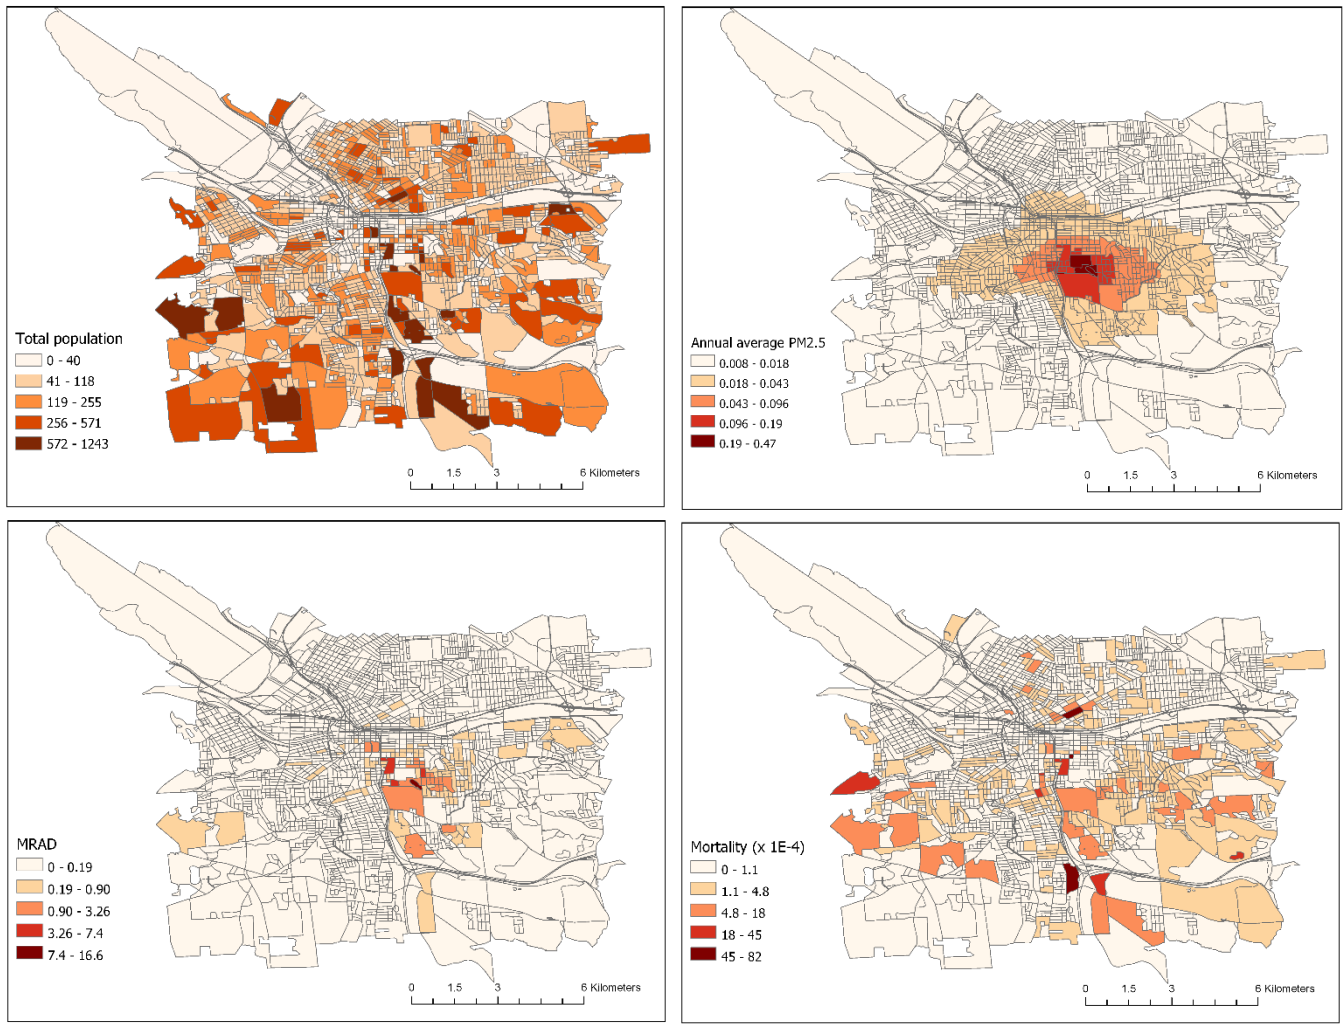 Total population
0 - 40
41 - 118
119 - 255
256 - 571
572 - 1243
0 1.5 3 6 Kilometers
Annual average PM2.5
0.008 - 0.018
0.018 - 0.043
0.043 - 0.096
0.096 - 0.19
0.19 - 0.47
0 1.5 3 6 Kilometers
MRAD
0 - 0.19
0.19 - 0.90
0.90 - 3.26
3.26 - 7.4
7.4 - 16.6
0 1.5 3 6 Kilometers
Mortality (x 1E-4)
0 - 1.1
1.1 - 4.8
4.8 - 18
18 - 45
45 - 82
0 1.5 3 6 Kilometers